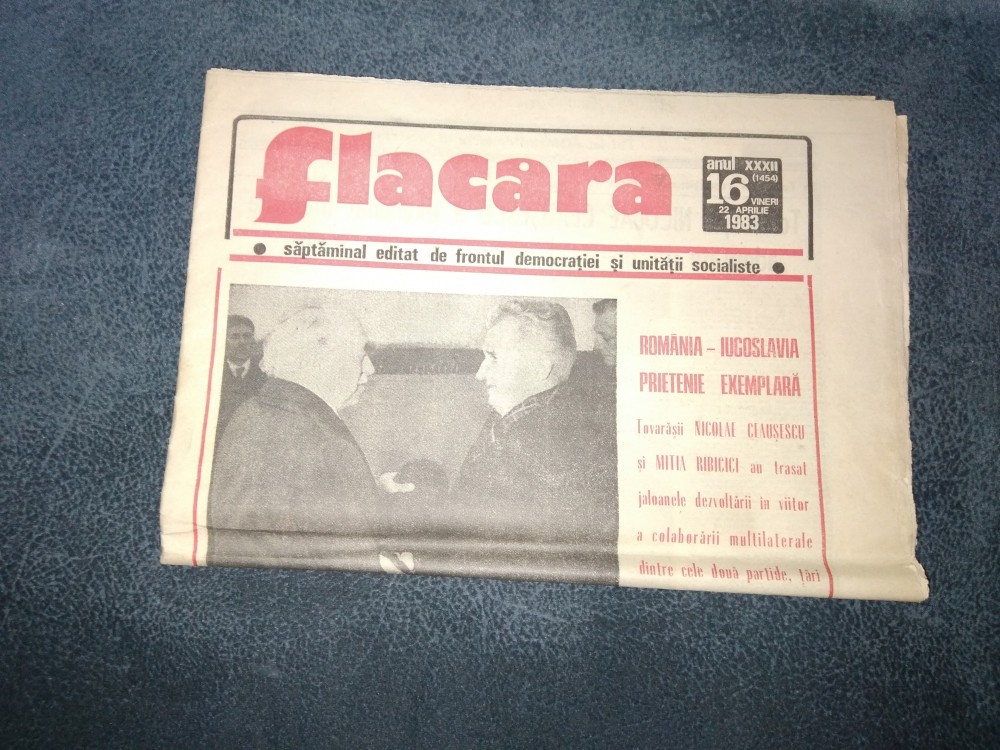 flacara
anul XXXII
16 (1454)
VINERI
22 APRILIE
1983
● săptăminal editat de frontul democrației și unității socialiste ●
ROMÂNIA – IUGOSLAVIA
PRIETENIE EXEMPLARĂ
Tovarășii NICOLAE CEAUȘESCU
și MITIA RIBICICI au trasat
jaloanele dezvoltării în viitor
a colaborării multilaterale
dintre cele două partide, țări